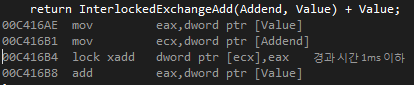 return InterlockedExchangeAdd(Addend, Value) + Value;
00C416AE mov eax,dword ptr [Value]
00C416B1 mov ecx,dword ptr [Addend]
00C416B4 lock xadd dword ptr [ecx],eax 경과 시간 1ms 이하
00C416B8 add eax,dword ptr [Value]